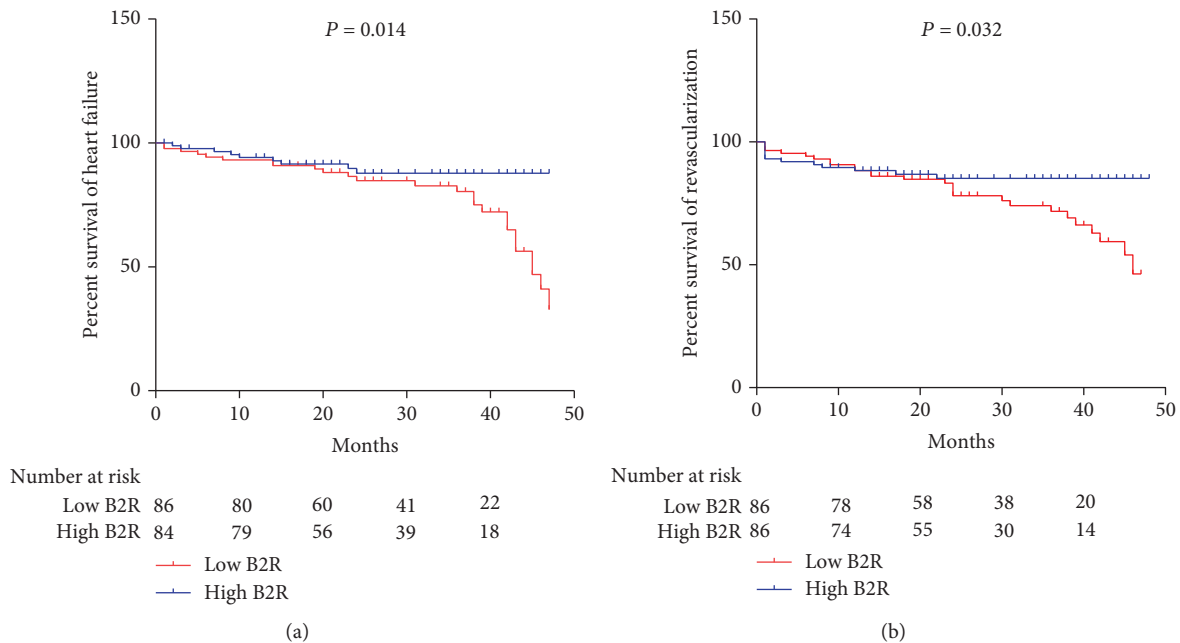 150
100
50
0
Percent survival of heart failure
P = 0.014
0 10 20 30 40 50
Months
Number at risk
Low B2R 86 80 60 41 22
High B2R 84 79 56 39 18
Low B2R
High B2R
(a)
150
100
50
0
Percent survival of revascularization
P = 0.032
0 10 20 30 40 50
Months
Number at risk
Low B2R 86 78 58 38 20
High B2R 86 74 55 30 14
Low B2R
High B2R
(b)